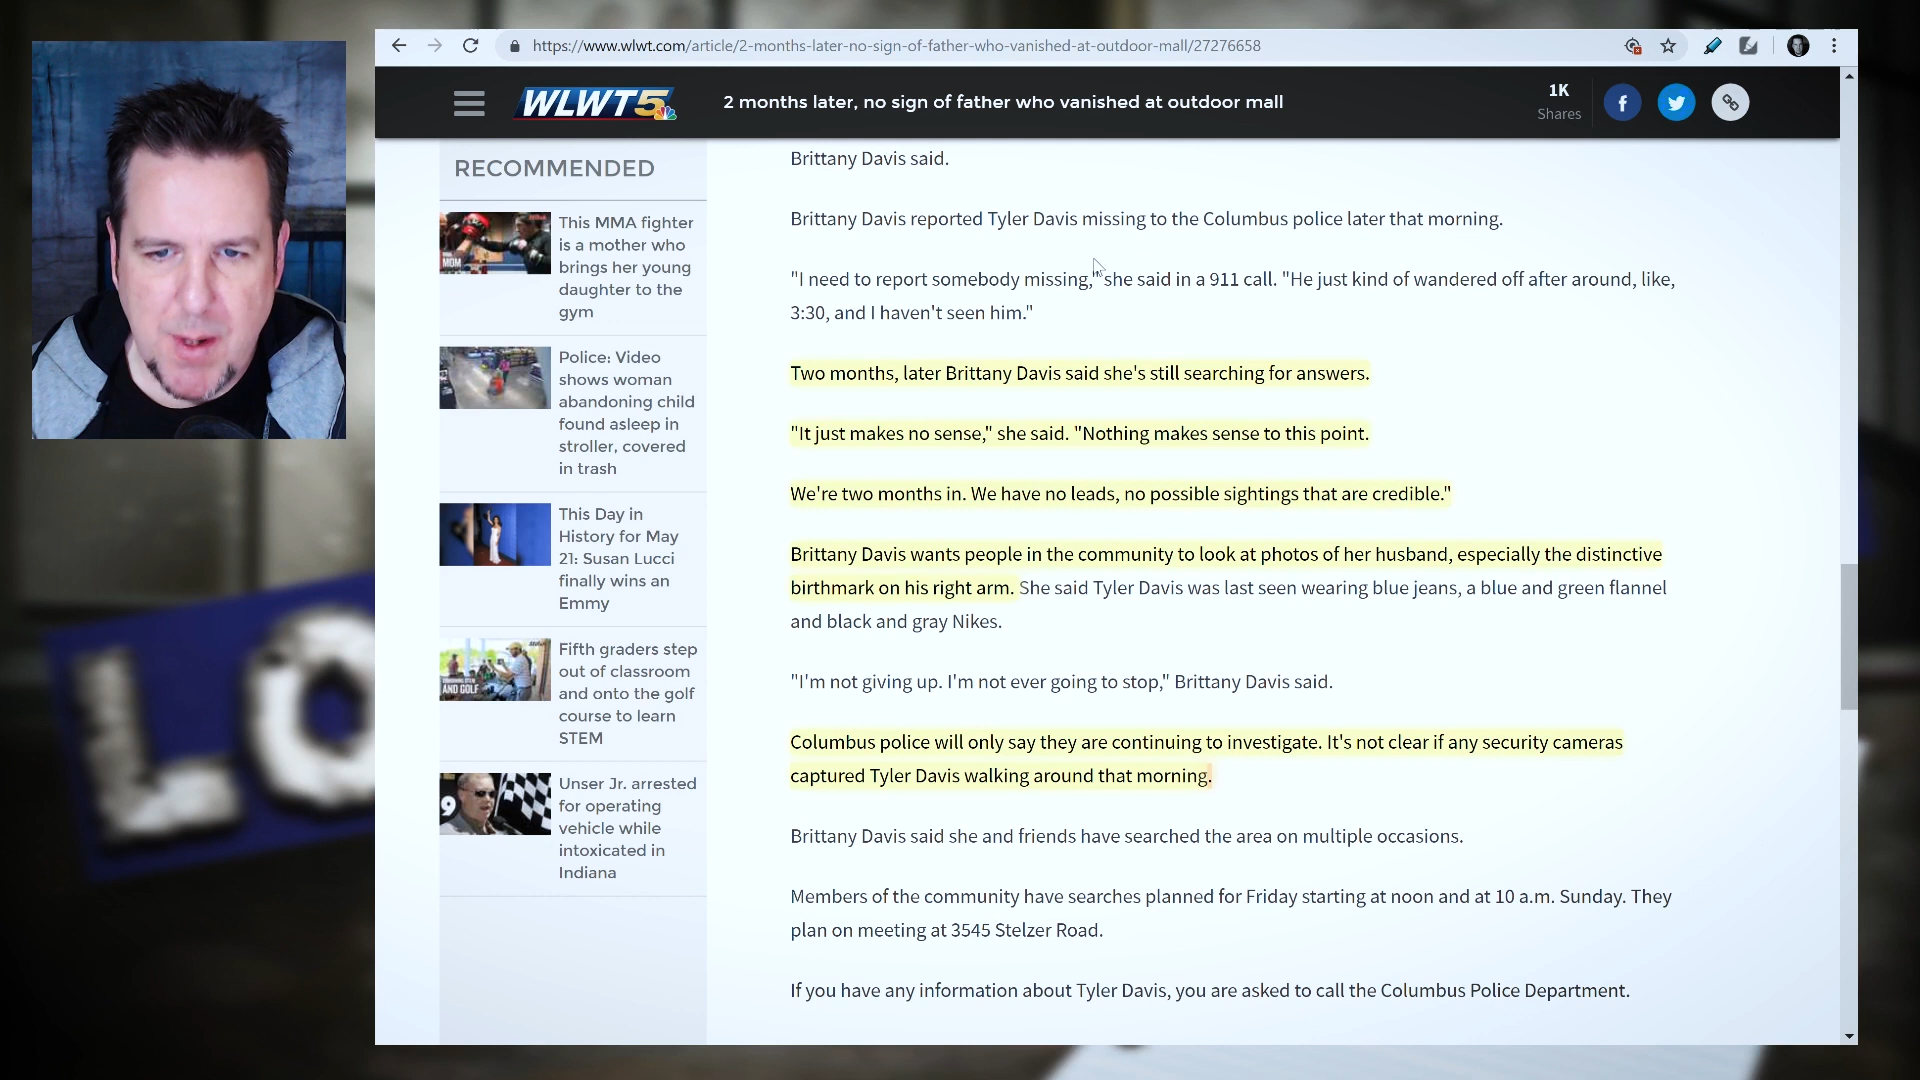 https://www.wlwt.com/article/2-months-later-no-sign-of-father-who-vanished-at-outdoor-mall/27276658
WLWT5
2 months later, no sign of father who vanished at outdoor mall
1K
Shares
RECOMMENDED
This MMA fighter
is a mother who
brings her young
daughter to the
gym
MOM
Police: Video
shows woman
abandoning child
found asleep in
stroller, covered
in trash
This Day in
History for May
21: Susan Lucci
finally wins an
Emmy
Fifth graders step
out of classroom
and onto the golf
course to learn
STEM
AND GOLF
Unser Jr. arrested
for operating
vehicle while
intoxicated in
Indiana
9
Brittany Davis said.
Brittany Davis reported Tyler Davis missing to the Columbus police later that morning.
"I need to report somebody missing," she said in a 911 call. "He just kind of wandered off after around, like,
3:30, and I haven't seen him."
Two months, later Brittany Davis said she's still searching for answers.
"It just makes no sense," she said. "Nothing makes sense to this point.
We're two months in. We have no leads, no possible sightings that are credible."
Brittany Davis wants people in the community to look at photos of her husband, especially the distinctive
birthmark on his right arm. She said Tyler Davis was last seen wearing blue jeans, a blue and green flannel
and black and gray Nikes.
"I'm not giving up. I'm not ever going to stop," Brittany Davis said.
Columbus police will only say they are continuing to investigate. It's not clear if any security cameras
captured Tyler Davis walking around that morning.
Brittany Davis said she and friends have searched the area on multiple occasions.
Members of the community have searches planned for Friday starting at noon and at 10 a.m. Sunday. They
plan on meeting at 3545 Stelzer Road.
If you have any information about Tyler Davis, you are asked to call the Columbus Police Department.
LO